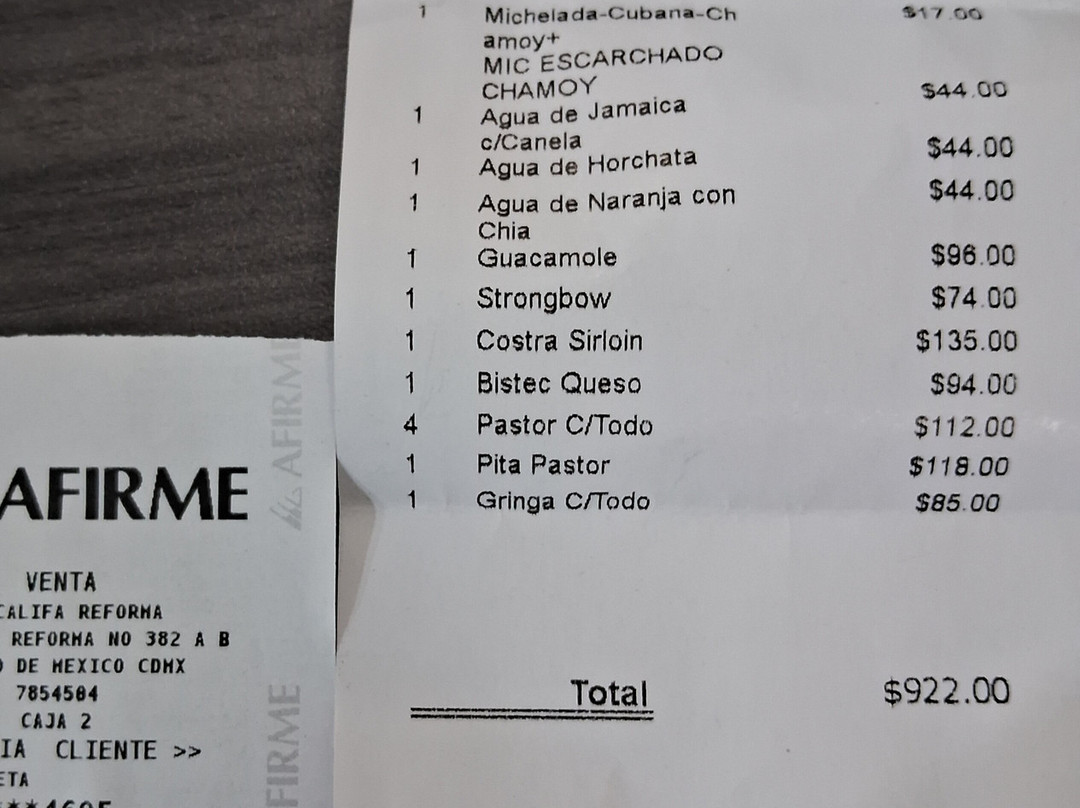 1 Michelada-Cubana-Ch $17.00
amoy+
MIC ESCARCHADO
CHAMOY $44.00
1 Agua de Jamaica
c/Canela $44.00
1 Agua de Horchata
1 Agua de Naranja con $44.00
Chia
1 Guacamole $96.00
1 Strongbow $74.00
1 Costra Sirloin $135.00
1 Bistec Queso $94.00
4 Pastor C/Todo $112.00
1 Pita Pastor $118.00
1 Gringa C/Todo $85.00
Total $922.00
AFIRME
VENTA
CALIFA REFORMA
REFORMA NO 382 A B
DE MEXICO CDMX
7854504
CAJA 2
IA CLIENTE >>
ETA
AFIRME
FIRME